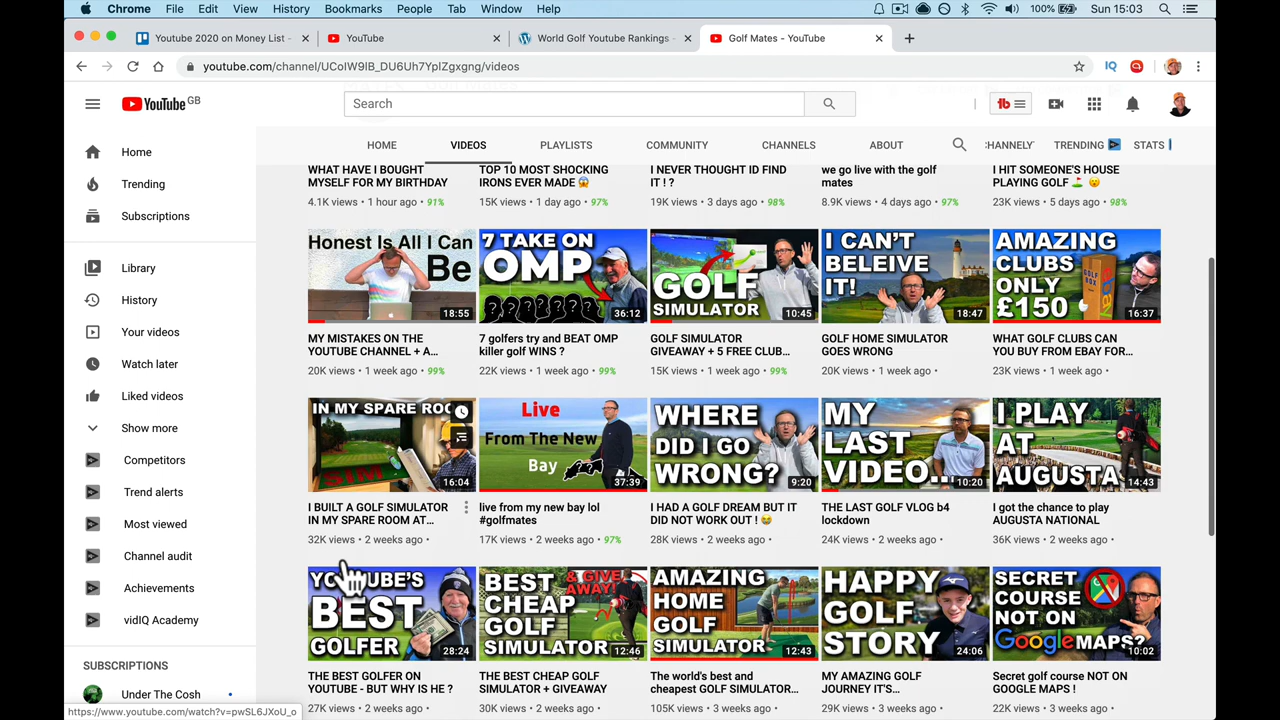 Chrome File Edit View History Bookmarks People Tab Window Help 100% Sun 15:03
Youtube 2020 on Money List - YouTube World Golf Youtube Rankings - Golf Mates - YouTube
youtube.com/channel/UCoIW9lB_DU6Uh7YplZgxgng/videos IQ
YouTube GB Search tb
HOME VIDEOS PLAYLISTS COMMUNITY CHANNELS ABOUT CHANNELY TRENDING STATS
Home
Trending
Subscriptions
Library
History
Your videos
Watch later
Liked videos
Show more
Competitors
Trend alerts
Most viewed
Channel audit
Achievements
vidIQ Academy
SUBSCRIPTIONS
Under The Cosh
WHAT HAVE I BOUGHT
MYSELF FOR MY BIRTHDAY
4.1K views • 1 hour ago • 91%
TOP 10 MOST SHOCKING
IRONS EVER MADE 😱
15K views • 1 day ago • 97%
I NEVER THOUGHT ID FIND
IT ! ?
19K views • 3 days ago • 98%
we go live with the golf
mates
8.9K views • 4 days ago • 97%
I HIT SOMEONE'S HOUSE
PLAYING GOLF ⛳ 😮
23K views • 5 days ago • 98%
Honest Is All I Can
Be
18:55
MY MISTAKES ON THE
YOUTUBE CHANNEL + A...
20K views • 1 week ago • 99%
7 TAKE ON
OMP
36:12
7 golfers try and BEAT OMP
killer golf WINS ?
22K views • 1 week ago • 99%
GOLF
SIMULATOR
10:45
GOLF SIMULATOR
GIVEAWAY + 5 FREE CLUB...
15K views • 1 week ago • 99%
I CAN'T
BELEIVE
IT!
18:47
GOLF HOME SIMULATOR
GOES WRONG
20K views • 1 week ago •
AMAZING
CLUBS
ONLY
£150
16:37
WHAT GOLF CLUBS CAN
YOU BUY FROM EBAY FOR...
23K views • 1 week ago •
IN MY SPARE ROO
SIM
16:04
I BUILT A GOLF SIMULATOR
IN MY SPARE ROOM AT...
32K views • 2 weeks ago •
Live
From The New
Bay
37:39
live from my new bay lol
#golfmates
17K views • 2 weeks ago • 97%
WHERE
DID I GO
WRONG?
9:20
I HAD A GOLF DREAM BUT IT
DID NOT WORK OUT ! 😂
28K views • 2 weeks ago •
MY
LAST
VIDEO...
10:20
THE LAST GOLF VLOG b4
lockdown
24K views • 2 weeks ago •
I PLAY
AT
AUGUSTA
14:43
I got the chance to play
AUGUSTA NATIONAL
36K views • 2 weeks ago •
YOUTUBE'S
BEST
GOLFER
28:24
THE BEST GOLFER ON
YOUTUBE - BUT WHY IS HE ?
27K views • 2 weeks ago •
& GIVEAWAY!
BEST
CHEAP
GOLF
SIMULATOR
12:46
THE BEST CHEAP GOLF
SIMULATOR + GIVEAWAY
30K views • 2 weeks ago •
AMAZING
HOME
GOLF
SIMULATOR
12:43
The world's best and
cheapest GOLF SIMULATOR...
105K views • 3 weeks ago •
HAPPY
GOLF
STORY
24:06
MY AMAZING GOLF
JOURNEY IT'S...
29K views • 3 weeks ago •
SECRET
COURSE
NOT ON
Google MAPS?
10:02
Secret golf course NOT ON
GOOGLE MAPS !
22K views • 3 weeks ago •
https://www.youtube.com/watch?v=pwSL6JXoU_o